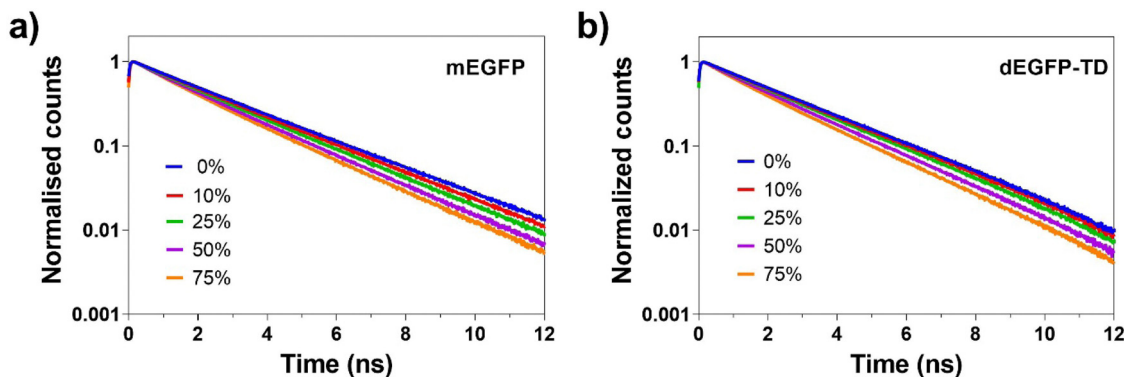 a)
mEGFP
Normalised counts
1
0.1
0.01
0.001
0%
10%
25%
50%
75%
0 2 4 6 8 10 12
Time (ns)
b)
dEGFP-TD
Normalized counts
1
0.1
0.01
0.001
0%
10%
25%
50%
75%
0 2 4 6 8 10 12
Time (ns)